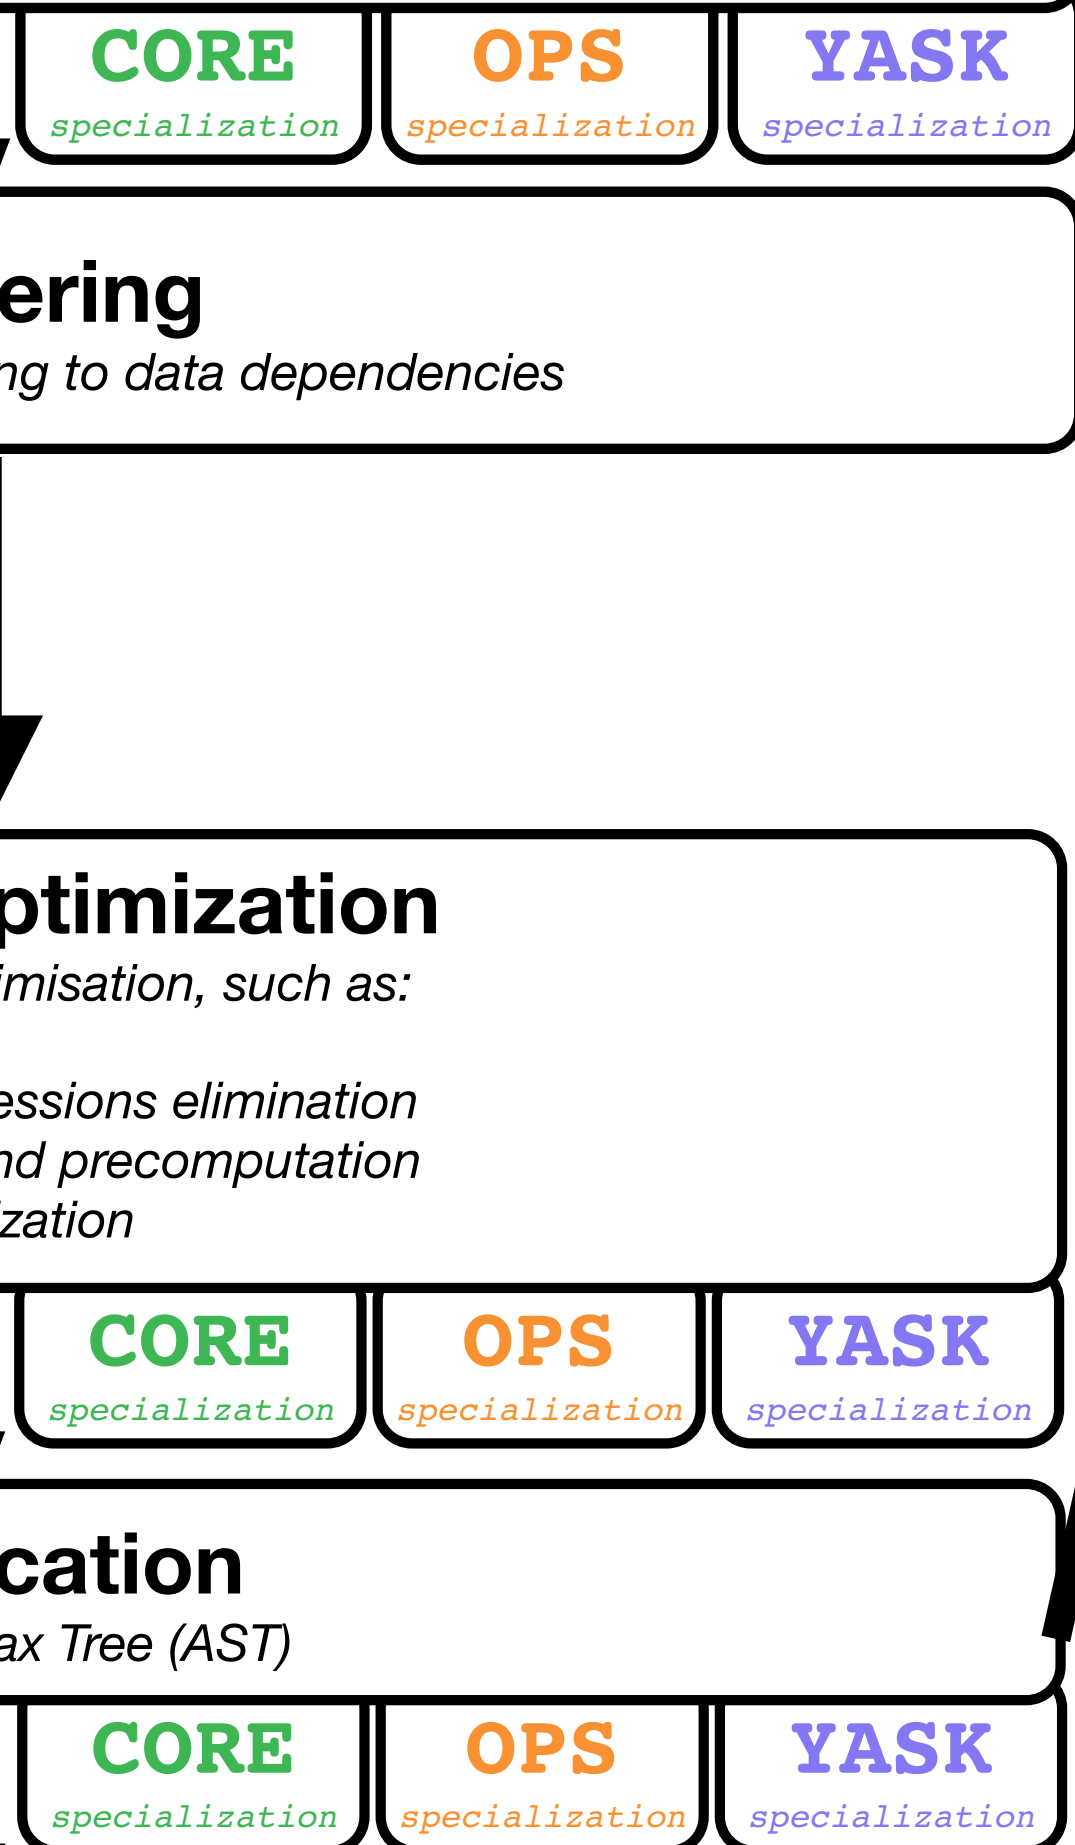 CORE OPS YASK
specialization specialization specialization
ering
ng to data dependencies
ptimization
imisation, such as:
essions elimination
nd precomputation
zation
CORE OPS YASK
specialization specialization specialization
cation
ax Tree (AST)
CORE OPS YASK
specialization specialization specialization